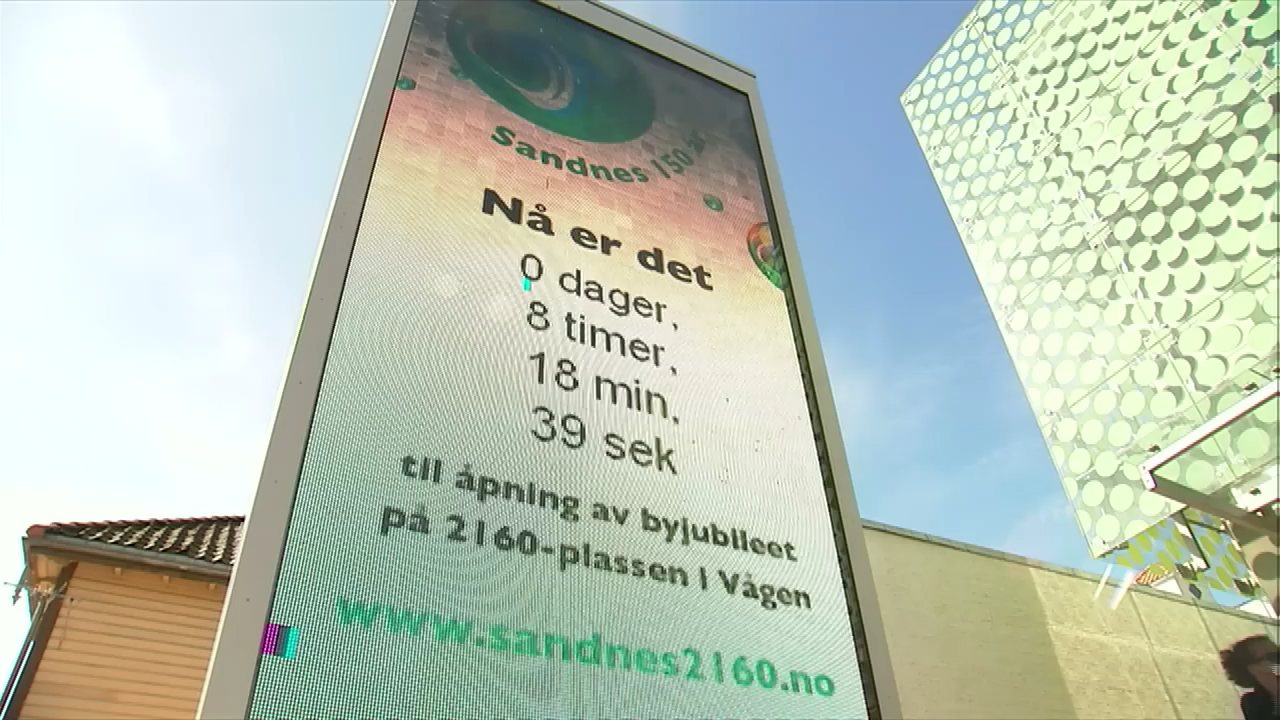 Sandnes 150 år
Nå er det
0 dager,
8 timer,
18 min,
39 sek
til åpning av byjubileet
på 2160-plassen i Vågen
www.sandnes2160.no